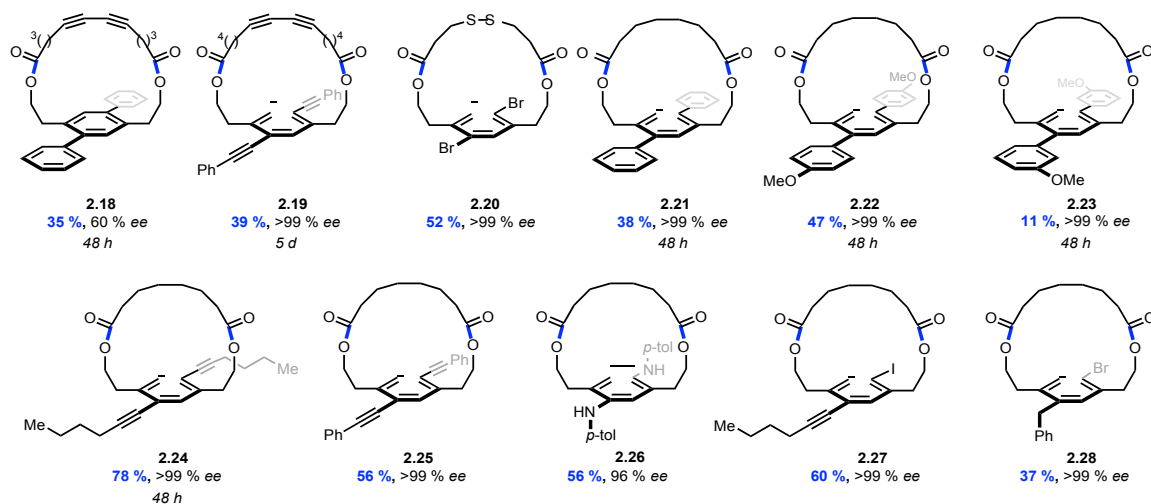 3 3 4 4 S S
O O O O O O O O O O O O
O O O O O O O O MeO O O MeO O
Ph Br
Br
Ph MeO OMe
2.18 2.19 2.20 2.21 2.22 2.23
35 %, 60 % ee 39 %, >99 % ee 52 %, >99 % ee 38 %, >99 % ee 47 %, >99 % ee 11 %, >99 % ee
48 h 5 d 48 h 48 h
O O O O O O O O O O
O O O O O p-tol O O O O O
Me Ph NH I Br
Me HN Me
Ph p-tol Ph
2.24 2.25 2.26 2.27 2.28
78 %, >99 % ee 56 %, >99 % ee 56 %, 96 % ee 60 %, >99 % ee 37 %, >99 % ee
48 h